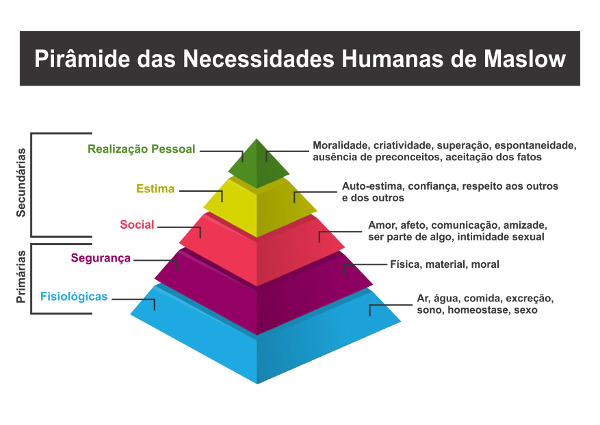 Pirâmide das Necessidades Humanas de Maslow
Secundárias
Realização Pessoal
Moralidade, criatividade, superação, espontaneidade,
ausência de preconceitos, aceitação dos fatos
Estima
Auto-estima, confiança, respeito aos outros
e dos outros
Social
Amor, afeto, comunicação, amizade,
ser parte de algo, intimidade sexual
Primárias
Segurança
Física, material, moral
Fisiológicas
Ar, água, comida, excreção,
sono, homeostase, sexo